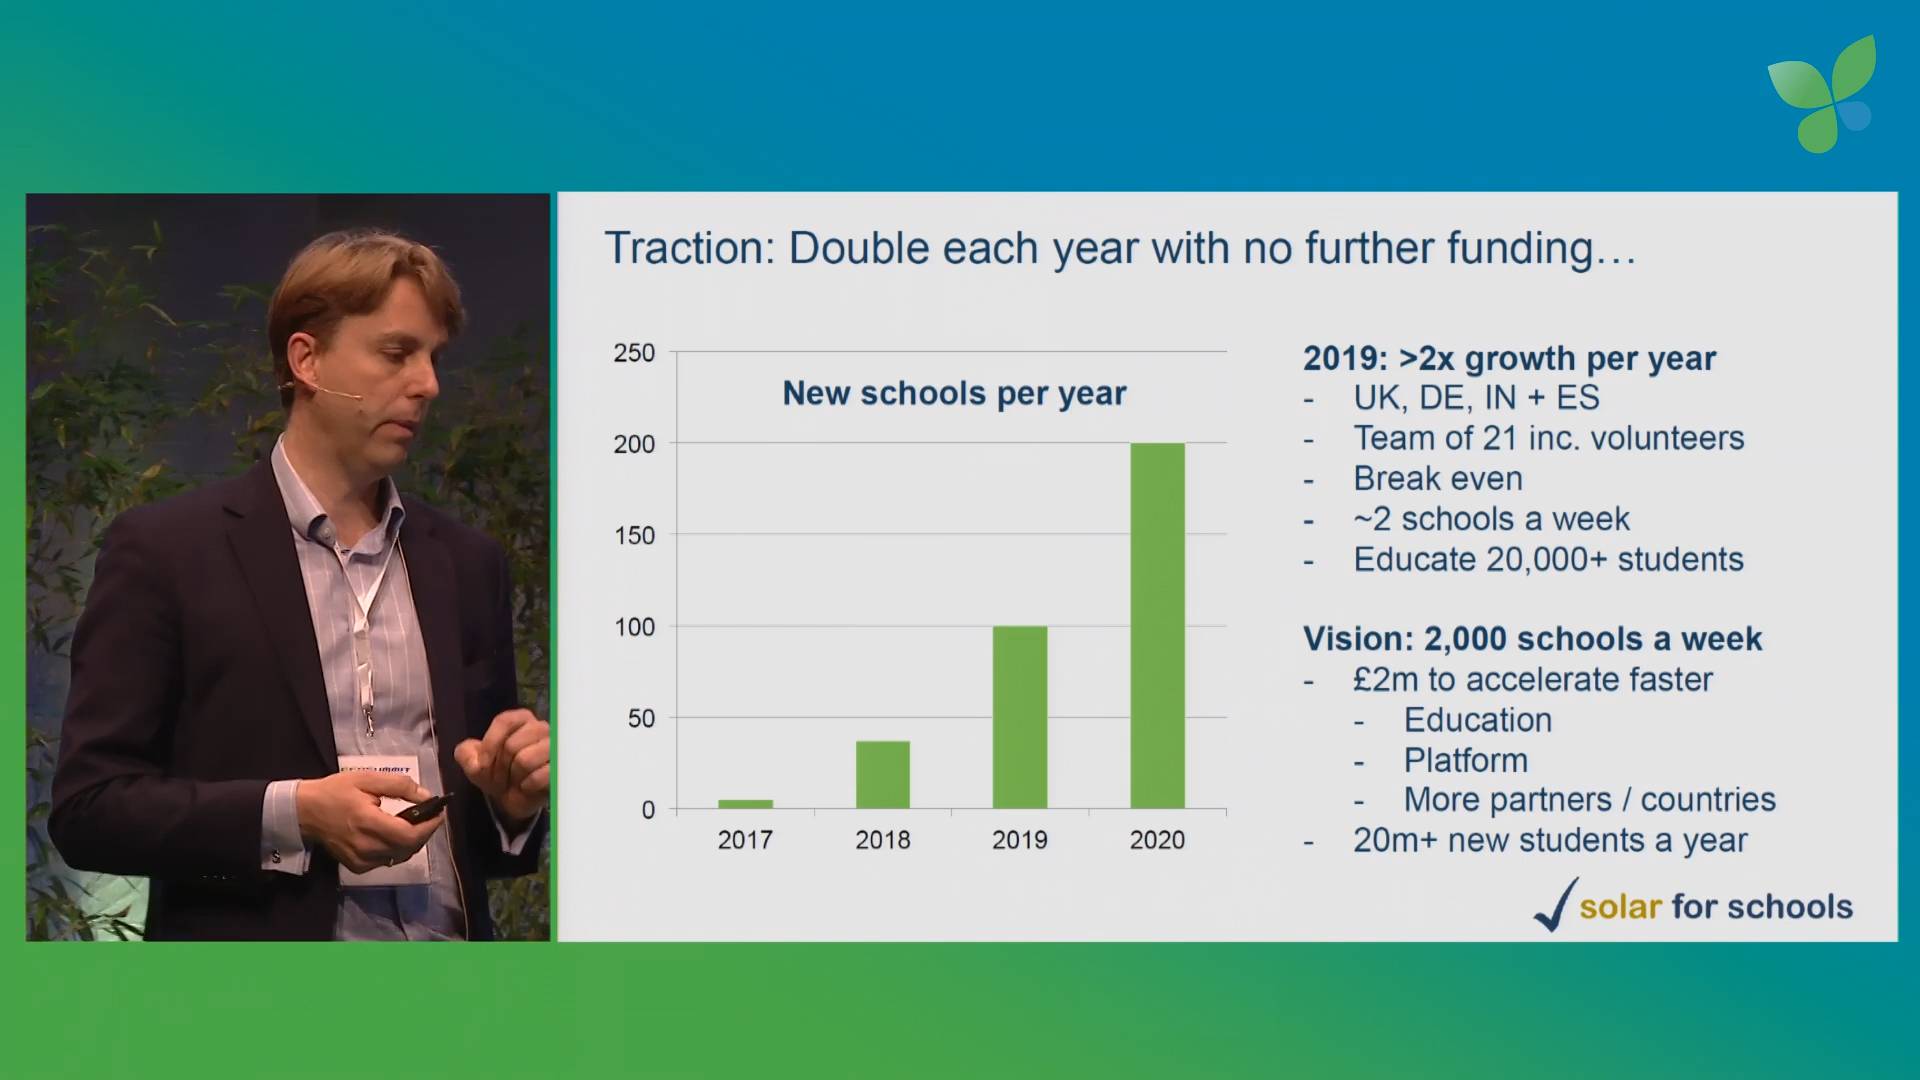 Traction: Double each year with no further funding…
New schools per year
250
200
150
100
50
0
2017 2018 2019 2020
2019: >2x growth per year
- UK, DE, IN + ES
- Team of 21 inc. volunteers
- Break even
- ~2 schools a week
- Educate 20,000+ students
Vision: 2,000 schools a week
- £2m to accelerate faster
- Education
- Platform
- More partners / countries
- 20m+ new students a year
solar for schools